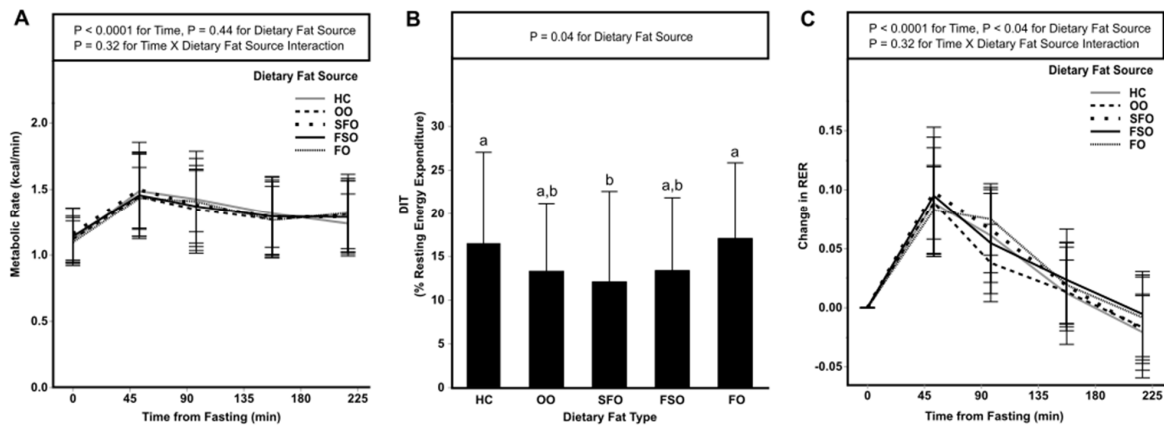 A
P < 0.0001 for Time, P = 0.44 for Dietary Fat Source
P = 0.32 for Time X Dietary Fat Source Interaction
Dietary Fat Source
HC
OO
SFO
FSO
FO
Metabolic Rate (kcal/min)
2.0
1.5
1.0
0.5
0.0
0 45 90 135 180 225
Time from Fasting (min)
B
P = 0.04 for Dietary Fat Source
DIT
(% Resting Energy Expenditure)
30
25
20
15
10
5
0
a
a,b
b
a,b
a
HC OO SFO FSO FO
Dietary Fat Type
C
P < 0.0001 for Time, P < 0.04 for Dietary Fat Source
P = 0.32 for Time X Dietary Fat Source Interaction
Dietary Fat Source
HC
OO
SFO
FSO
FO
Change in RER
0.15
0.10
0.05
0.00
-0.05
0 45 90 135 180 225
Time from Fasting (min)